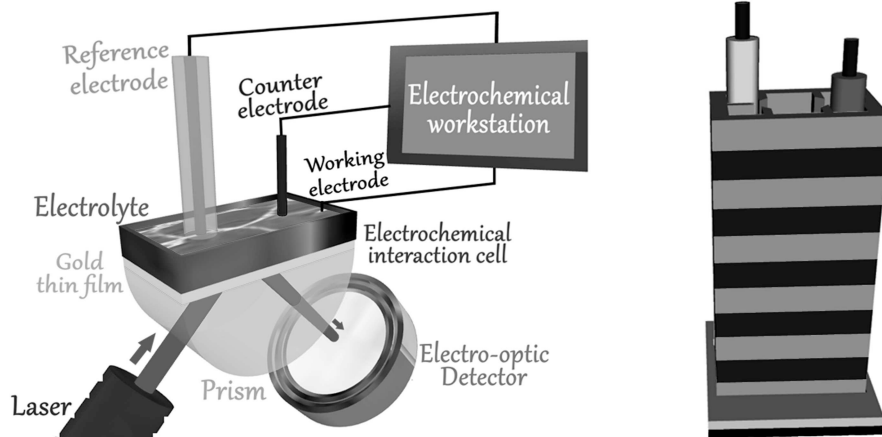 Reference
electrode
Counter
electrode
Electrochemical
workstation
Working
electrode
Electrolyte
Electrochemical
interaction cell
Gold
thin film
Electro-optic
Detector
Prism
Laser